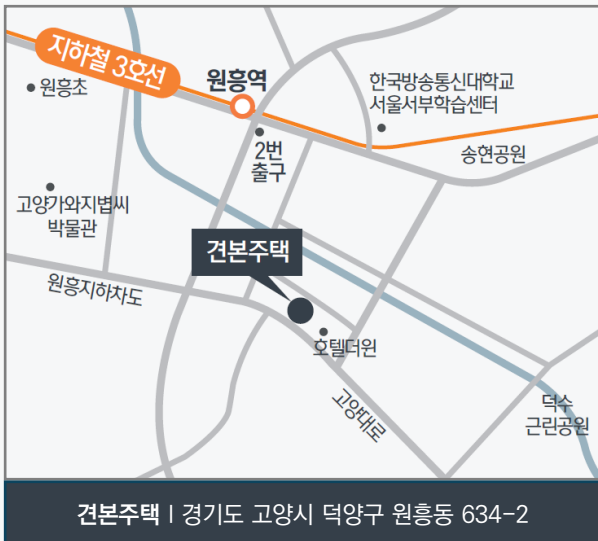 지하철 3호선
원흥초
원흥역
한국방송통신대학교
서울서부학습센터
2번
출구
송현공원
고양가와지볍씨
박물관
견본주택
원흥지하차도
호텔더원
고양대로
덕수
근린공원
견본주택 | 경기도 고양시 덕양구 원흥동 634-2